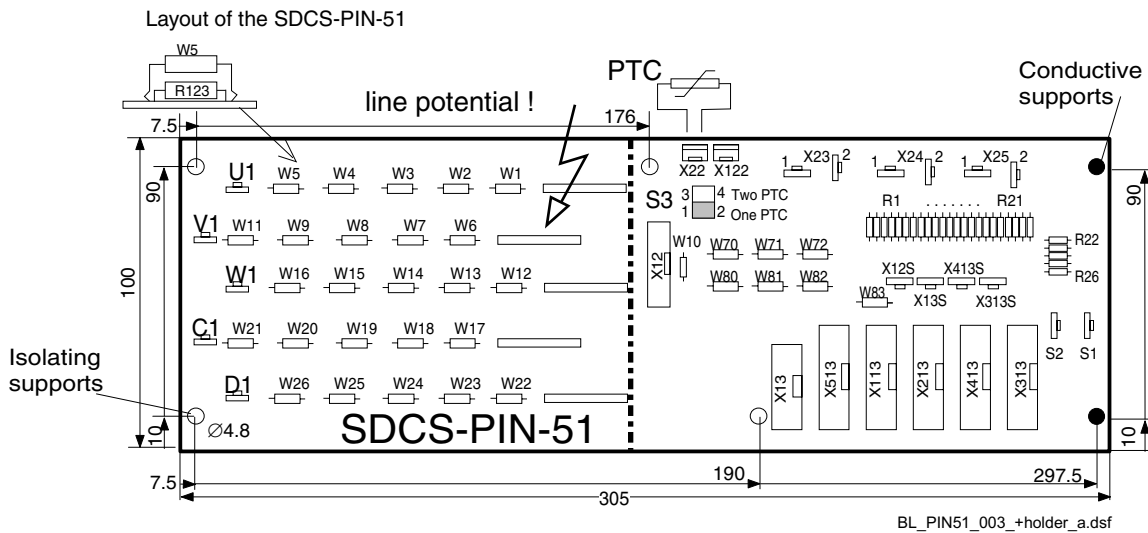 Layout of the SDCS-PIN-51
W5
R123
PTC
Conductive
supports
line potential !
7.5
176
U1
W5 W4 W3 W2 W1
X22 X122
1 X23 2
1 X24 2
1 X25 2
S3
3 4 Two PTC
1 2 One PTC
R1 . . . . . . . R21
90
90
V1
W11 W9 W8 W7 W6
W10
W70 W71 W72
R22
R26
X12
100
W1
W16 W15 W14 W13 W12
W80 W81 W82
X12S X413S
W83
X13S X313S
C1
W21 W20 W19 W18 W17
S2 S1
Isolating
supports
D1
W26 W25 W24 W23 W22
X13 X513 X113 X213 X413 X313
10
Ø4.8
SDCS-PIN-51
10
7.5
190
297.5
305
BL_PIN51_003_+holder_a.dsf